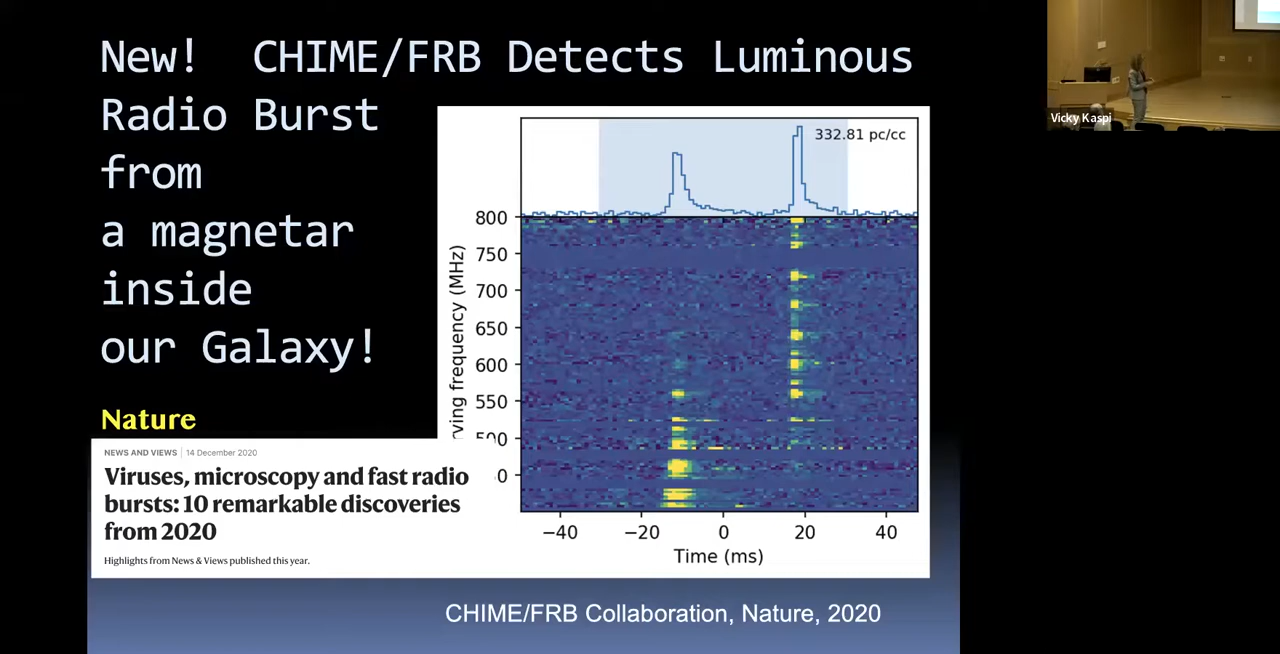 New! CHIME/FRB Detects Luminous
Radio Burst
from
a magnetar
inside
our Galaxy!
Nature
NEWS AND VIEWS | 14 December 2020
Viruses, microscopy and fast radio
bursts: 10 remarkable discoveries
from 2020
Highlights from News & Views published this year.
332.81 pc/cc
800
750
700
650
600
550
500
0
rving frequency (MHz)
−40 −20 0 20 40
Time (ms)
CHIME/FRB Collaboration, Nature, 2020
Vicky Kaspi